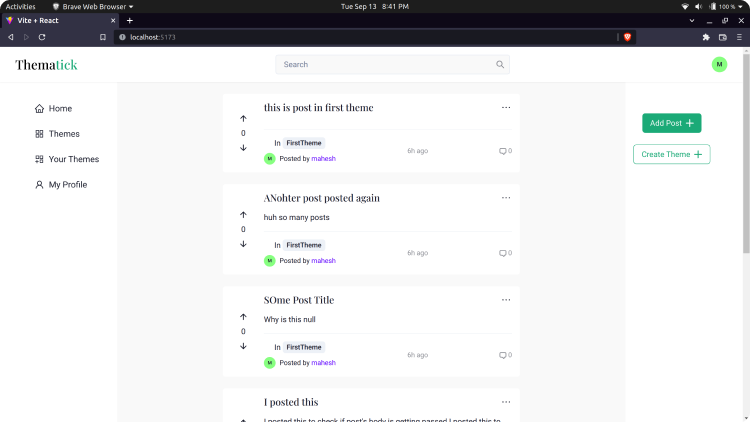 Activities
Brave Web Browser
Tue Sep 13 8:41 PM
100 %
Vite + React
localhost:5173
Thematick
Search
M
Home
Themes
Your Themes
My Profile
this is post in first theme
0
In FirstTheme
M Posted by mahesh
6h ago
0
ANohter post posted again
huh so many posts
0
In FirstTheme
M Posted by mahesh
6h ago
0
SOme Post Title
Why is this null
0
In FirstTheme
M Posted by mahesh
6h ago
0
I posted this
I posted this to check if post's body is getting passed I posted this to
Add Post
Create Theme